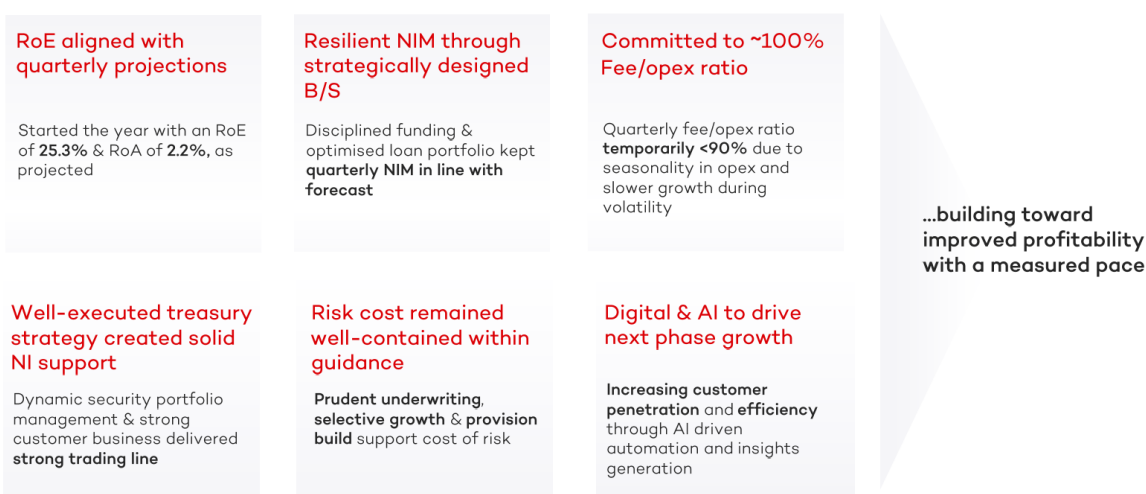 RoE aligned with
quarterly projections
Started the year with an RoE
of 25.3% & RoA of 2.2%, as
projected
Resilient NIM through
strategically designed
B/S
Disciplined funding &
optimised loan portfolio kept
quarterly NIM in line with
forecast
Committed to ~100%
Fee/opex ratio
Quarterly fee/opex ratio
temporarily <90% due to
seasonality in opex and
slower growth during
volatility
...building toward
improved profitability
with a measured pace
Well-executed treasury
strategy created solid
NI support
Dynamic security portfolio
management & strong
customer business delivered
strong trading line
Risk cost remained
well-contained within
guidance
Prudent underwriting,
selective growth & provision
build support cost of risk
Digital & AI to drive
next phase growth
Increasing customer
penetration and efficiency
through AI driven
automation and insights
generation